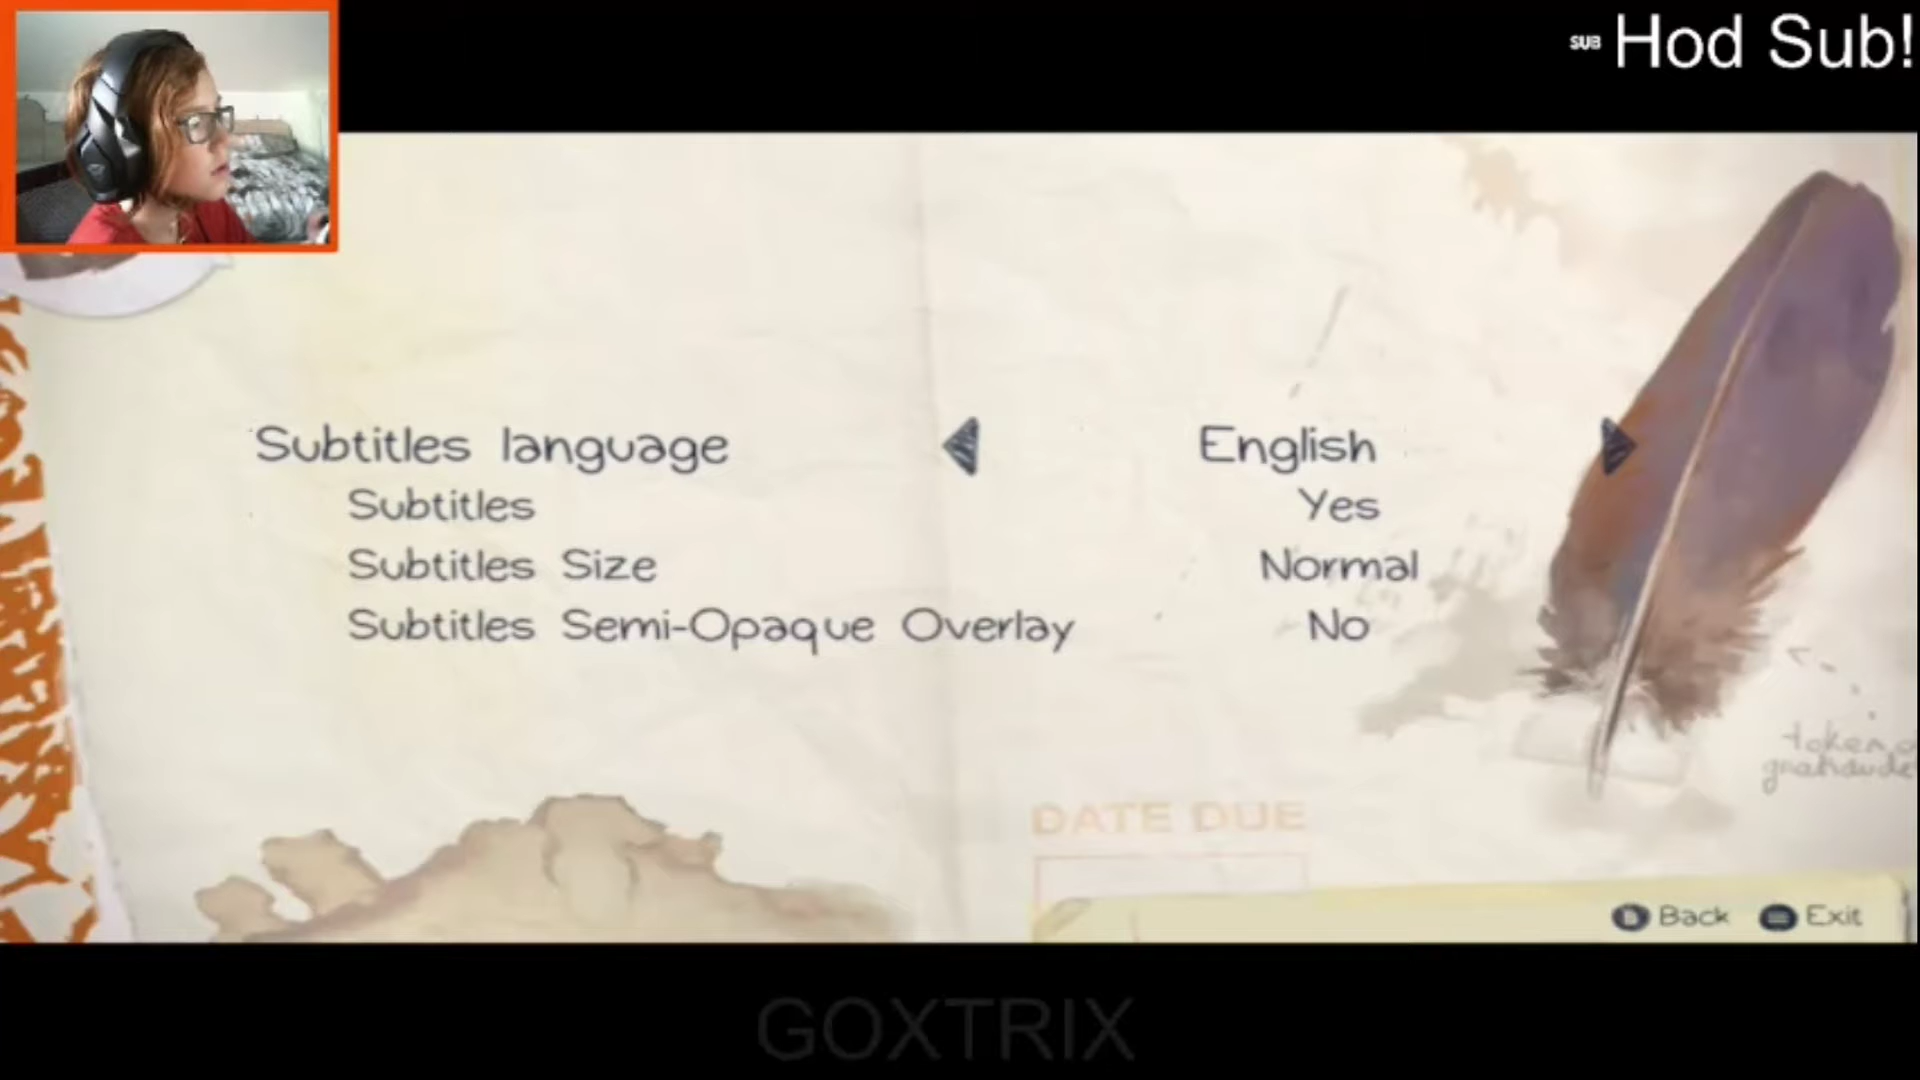 SUB Hod Sub!
Subtitles language English
Subtitles Yes
Subtitles Size Normal
Subtitles Semi-Opaque Overlay No
token
DATE DUE
B Back Exit
GOXTRIX